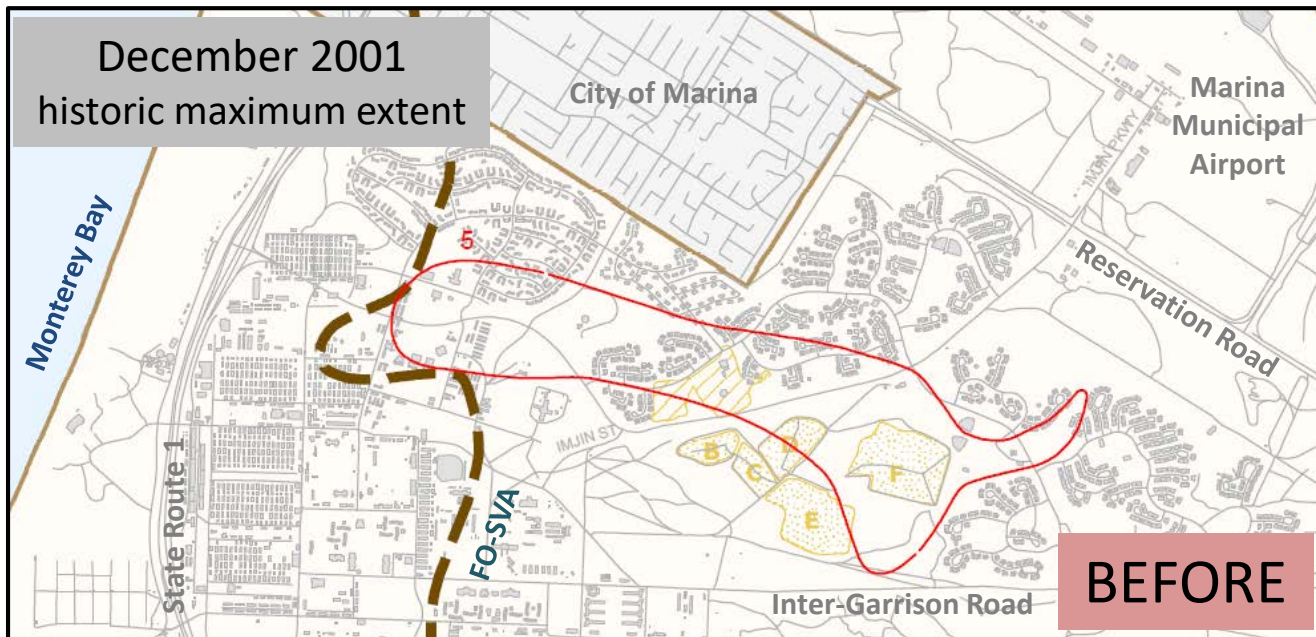 December 2001
historic maximum extent
City of Marina
Marina
Municipal
Airport
IMJIN PKWY
Monterey Bay
5
Reservation Road
IMJIN ST
B
D
C
F
E
State Route 1
FO-SVA
Inter-Garrison Road
BEFORE